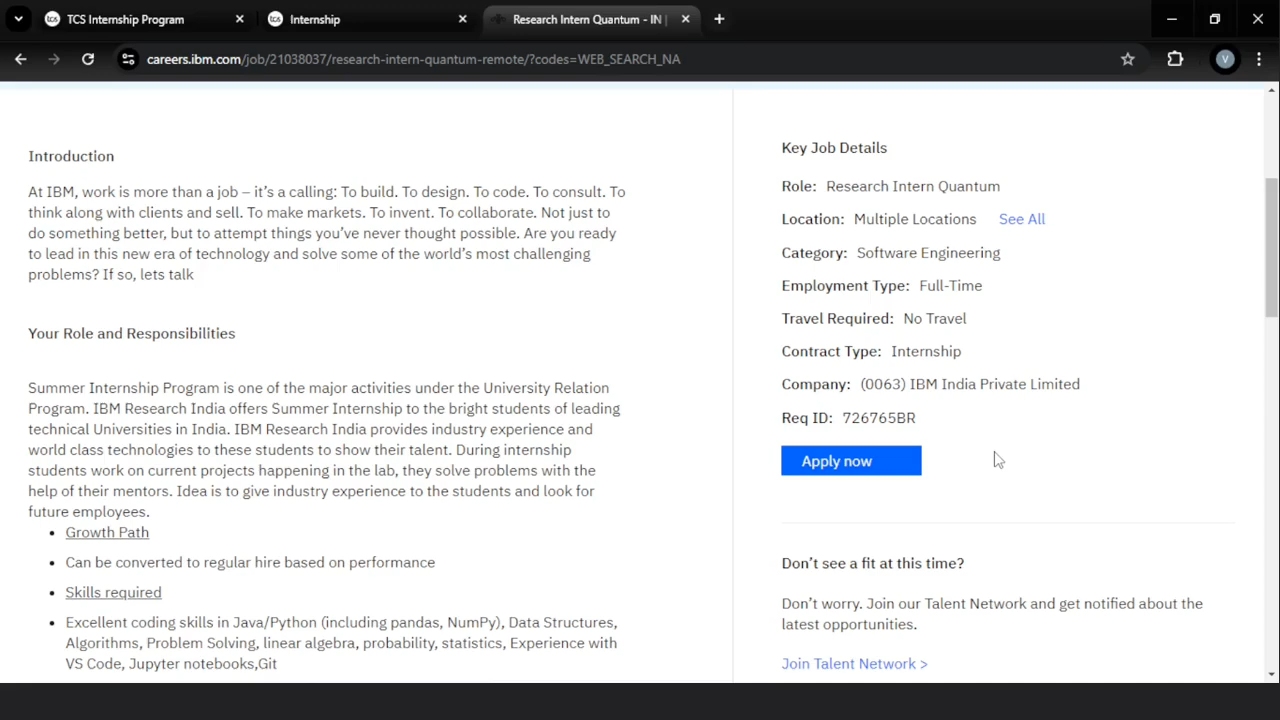 TCS Internship Program
Internship
Research Intern Quantum - IN |
careers.ibm.com/job/21038037/research-intern-quantum-remote/?codes=WEB_SEARCH_NA
V
Introduction
At IBM, work is more than a job – it's a calling: To build. To design. To code. To consult. To
think along with clients and sell. To make markets. To invent. To collaborate. Not just to
do something better, but to attempt things you've never thought possible. Are you ready
to lead in this new era of technology and solve some of the world's most challenging
problems? If so, lets talk
Your Role and Responsibilities
Summer Internship Program is one of the major activities under the University Relation
Program. IBM Research India offers Summer Internship to the bright students of leading
technical Universities in India. IBM Research India provides industry experience and
world class technologies to these students to show their talent. During internship
students work on current projects happening in the lab, they solve problems with the
help of their mentors. Idea is to give industry experience to the students and look for
future employees.
• Growth Path
• Can be converted to regular hire based on performance
• Skills required
• Excellent coding skills in Java/Python (including pandas, NumPy), Data Structures,
Algorithms, Problem Solving, linear algebra, probability, statistics, Experience with
VS Code, Jupyter notebooks,Git
Key Job Details
Role: Research Intern Quantum
Location: Multiple Locations See All
Category: Software Engineering
Employment Type: Full-Time
Travel Required: No Travel
Contract Type: Internship
Company: (0063) IBM India Private Limited
Req ID: 726765BR
Apply now
Don't see a fit at this time?
Don't worry. Join our Talent Network and get notified about the
latest opportunities.
Join Talent Network >